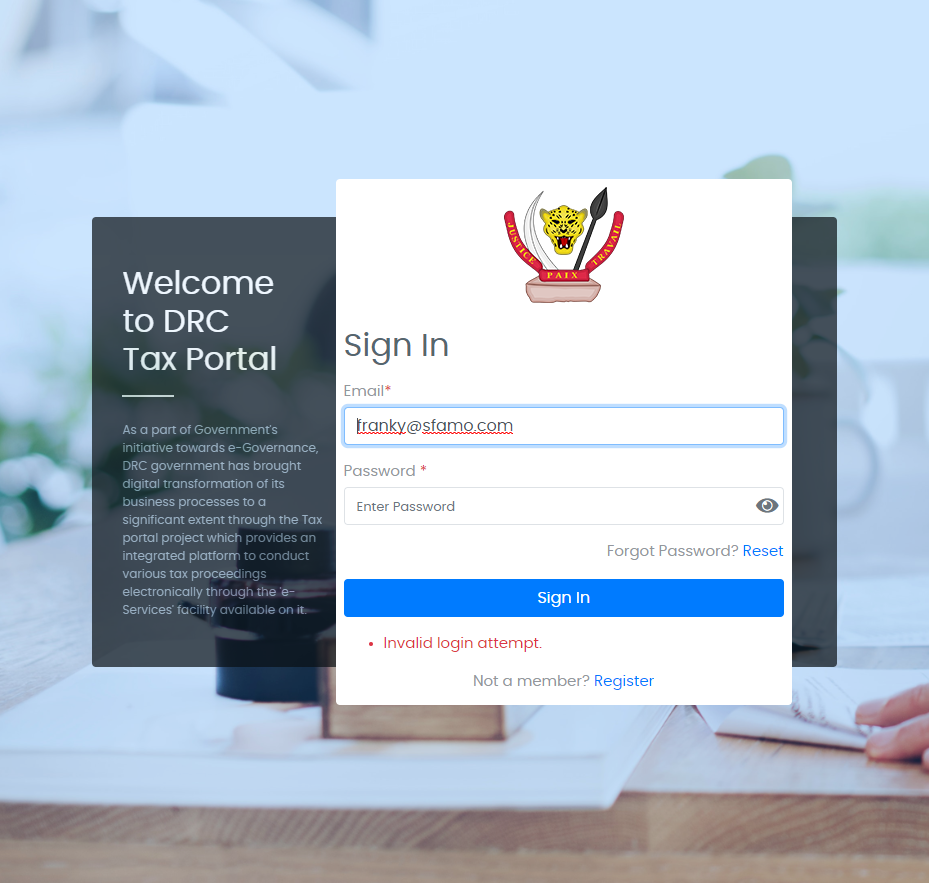 JUSTICE
PAIX
TRAVAIL
Welcome
to DRC
Tax Portal
As a part of Government's
initiative towards e-Governance,
DRC government has brought
digital transformation of its
business processes to a
significant extent through the Tax
portal project which provides an
integrated platform to conduct
various tax proceedings
electronically through the 'e-
Services' facility available on it.
Sign In
Email*
franky@sfamo.com
Password *
Enter Password
Forgot Password? Reset
Sign In
• Invalid login attempt.
Not a member? Register